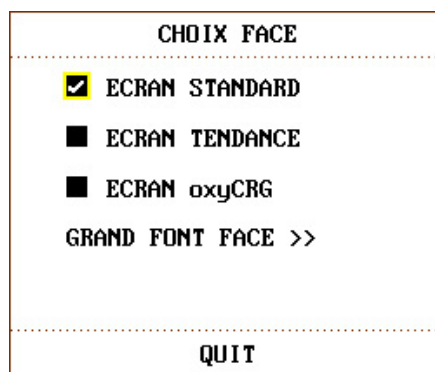 CHOIX FACE
ECRAN STANDARD
ECRAN TENDANCE
ECRAN oxyCRG
GRAND FONT FACE >>
QUIT